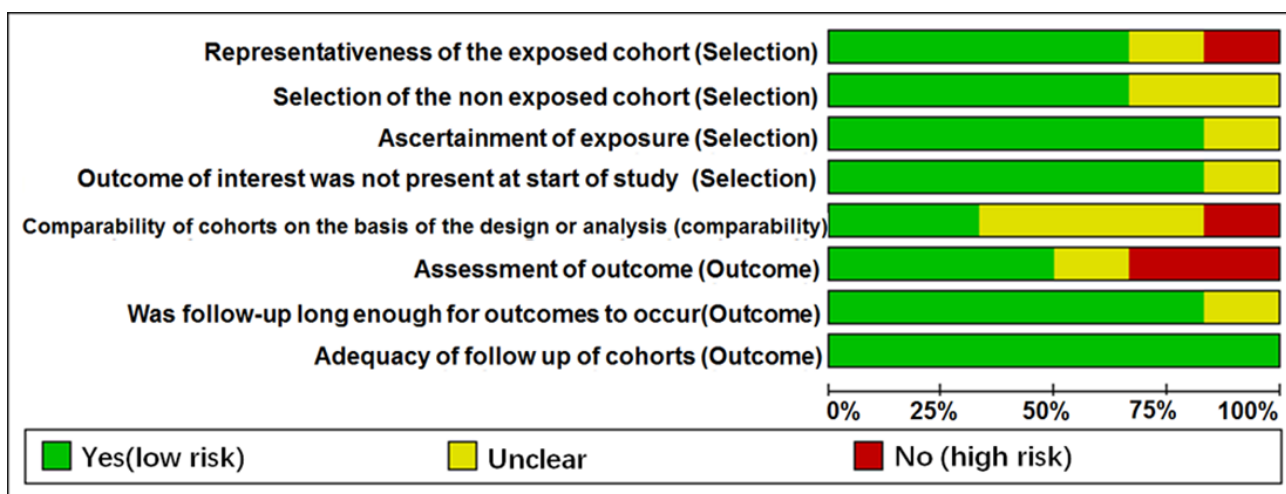 Representativeness of the exposed cohort (Selection)
Selection of the non exposed cohort (Selection)
Ascertainment of exposure (Selection)
Outcome of interest was not present at start of study (Selection)
Comparability of cohorts on the basis of the design or analysis (comparability)
Assessment of outcome (Outcome)
Was follow-up long enough for outcomes to occur(Outcome)
Adequacy of follow up of cohorts (Outcome)
0% 25% 50% 75% 100%
Yes(low risk) Unclear No (high risk)